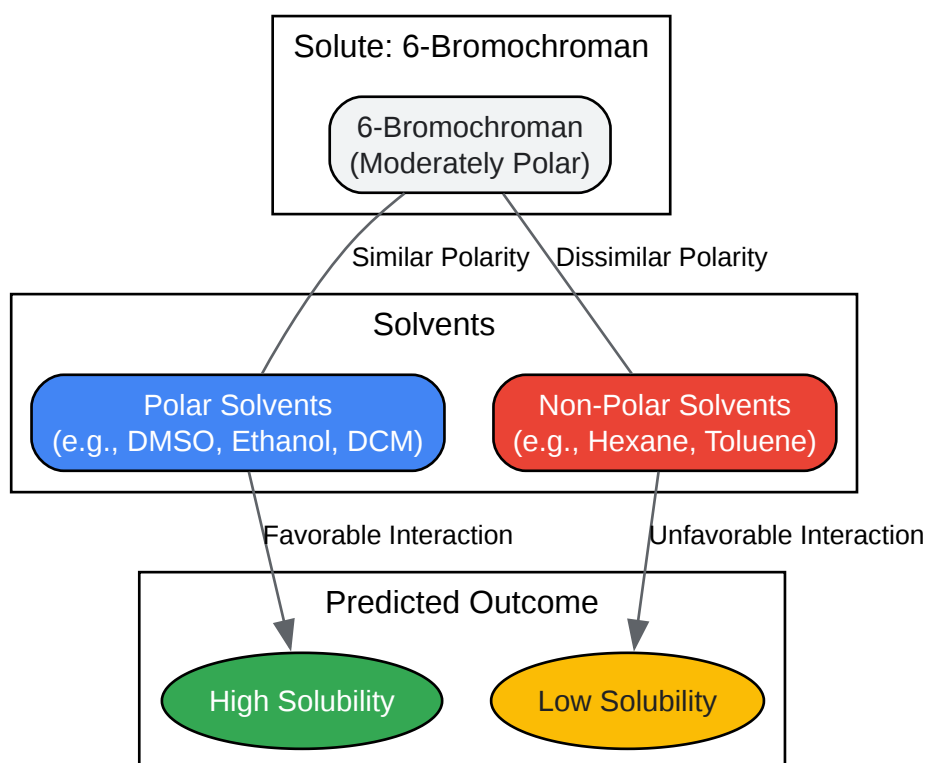 Solute: 6-Bromochroman
6-Bromochroman
(Moderately Polar)
Similar Polarity
Dissimilar Polarity
Solvents
Polar Solvents
(e.g., DMSO, Ethanol, DCM)
Non-Polar Solvents
(e.g., Hexane, Toluene)
Favorable Interaction
Unfavorable Interaction
Predicted Outcome
High Solubility
Low Solubility